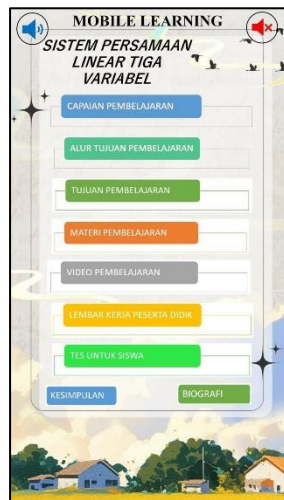 MOBILE LEARNING
SISTEM PERSAMAAN
LINEAR TIGA
VARIABEL
CAPAIAN PEMBELAJARAN
ALUR TUJUAN PEMBELAJARAN
TUJUAN PEMBELAJARAN
MATERI PEMBELAJARAN
VIDEO PEMBELAJARAN
LEMBAR KERJA PESERTA DIDIK
TES UNTUK SISWA
KESIMPULAN
BIOGRAFI